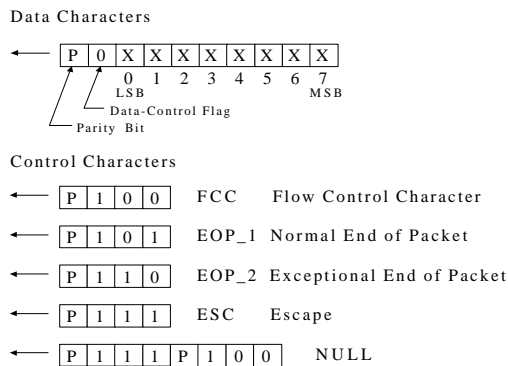 Data Characters
P 0 X X X X X X X X
0 1 2 3 4 5 6 7
LSB MSB
Data-Control Flag
Parity Bit
Control Characters
P 1 0 0 FCC Flow Control Character
P 1 0 1 EOP_1 Normal End of Packet
P 1 1 0 EOP_2 Exceptional End of Packet
P 1 1 1 ESC Escape
P 1 1 1 P 1 0 0 NULL